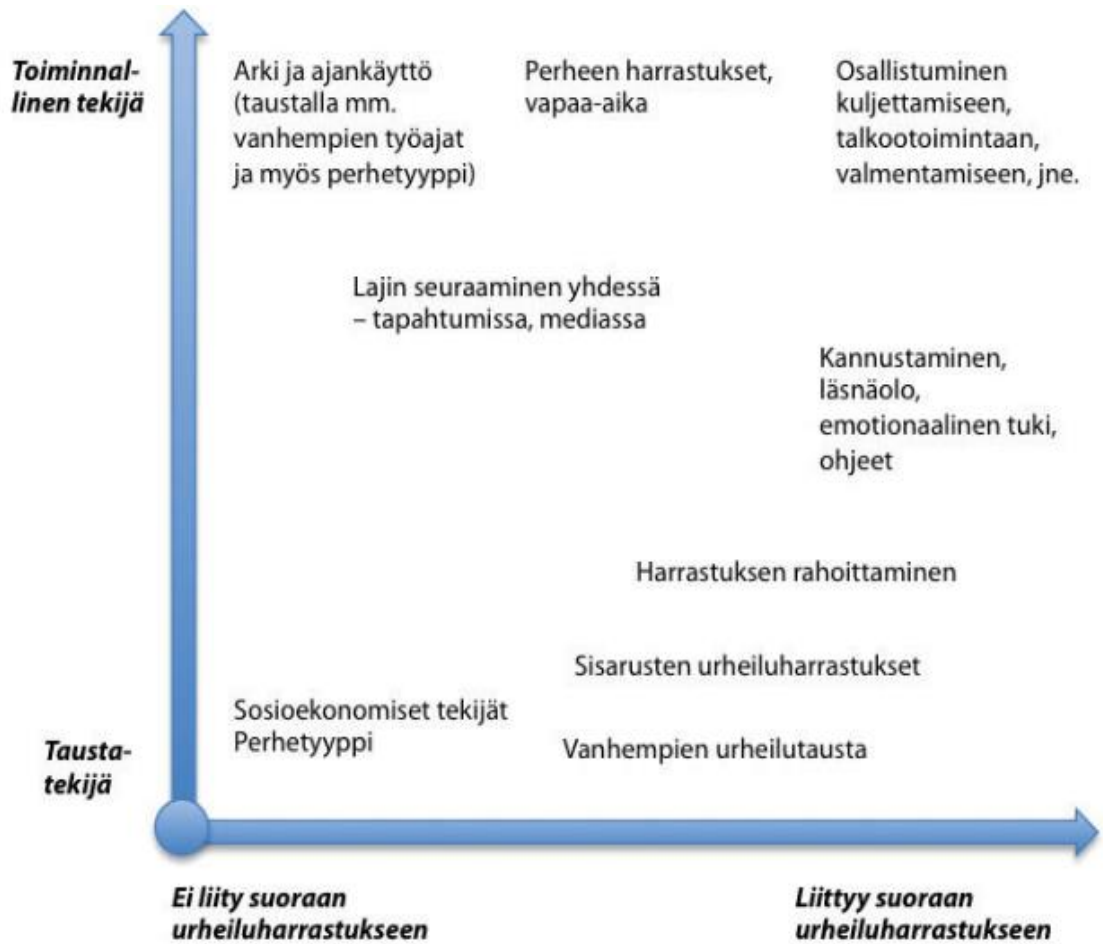 Toiminnal-
linen tekijä
Arki ja ajankäyttö
(taustalla mm.
vanhempien työajat
ja myös perhetyyppi)
Perheen harrastukset,
vapaa-aika
Osallistuminen
kuljettamiseen,
talkootoimintaan,
valmentamiseen, jne.
Lajin seuraaminen yhdessä
– tapahtumissa, mediassa
Kannustaminen,
läsnäolo,
emotionaalinen tuki,
ohjeet
Harrastuksen rahoittaminen
Sisarusten urheiluharrastukset
Sosioekonomiset tekijät
Perhetyyppi
Vanhempien urheilutausta
Tausta-
tekijä
Ei liity suoraan
urheiluharrastukseen
Liittyy suoraan
urheiluharrastukseen